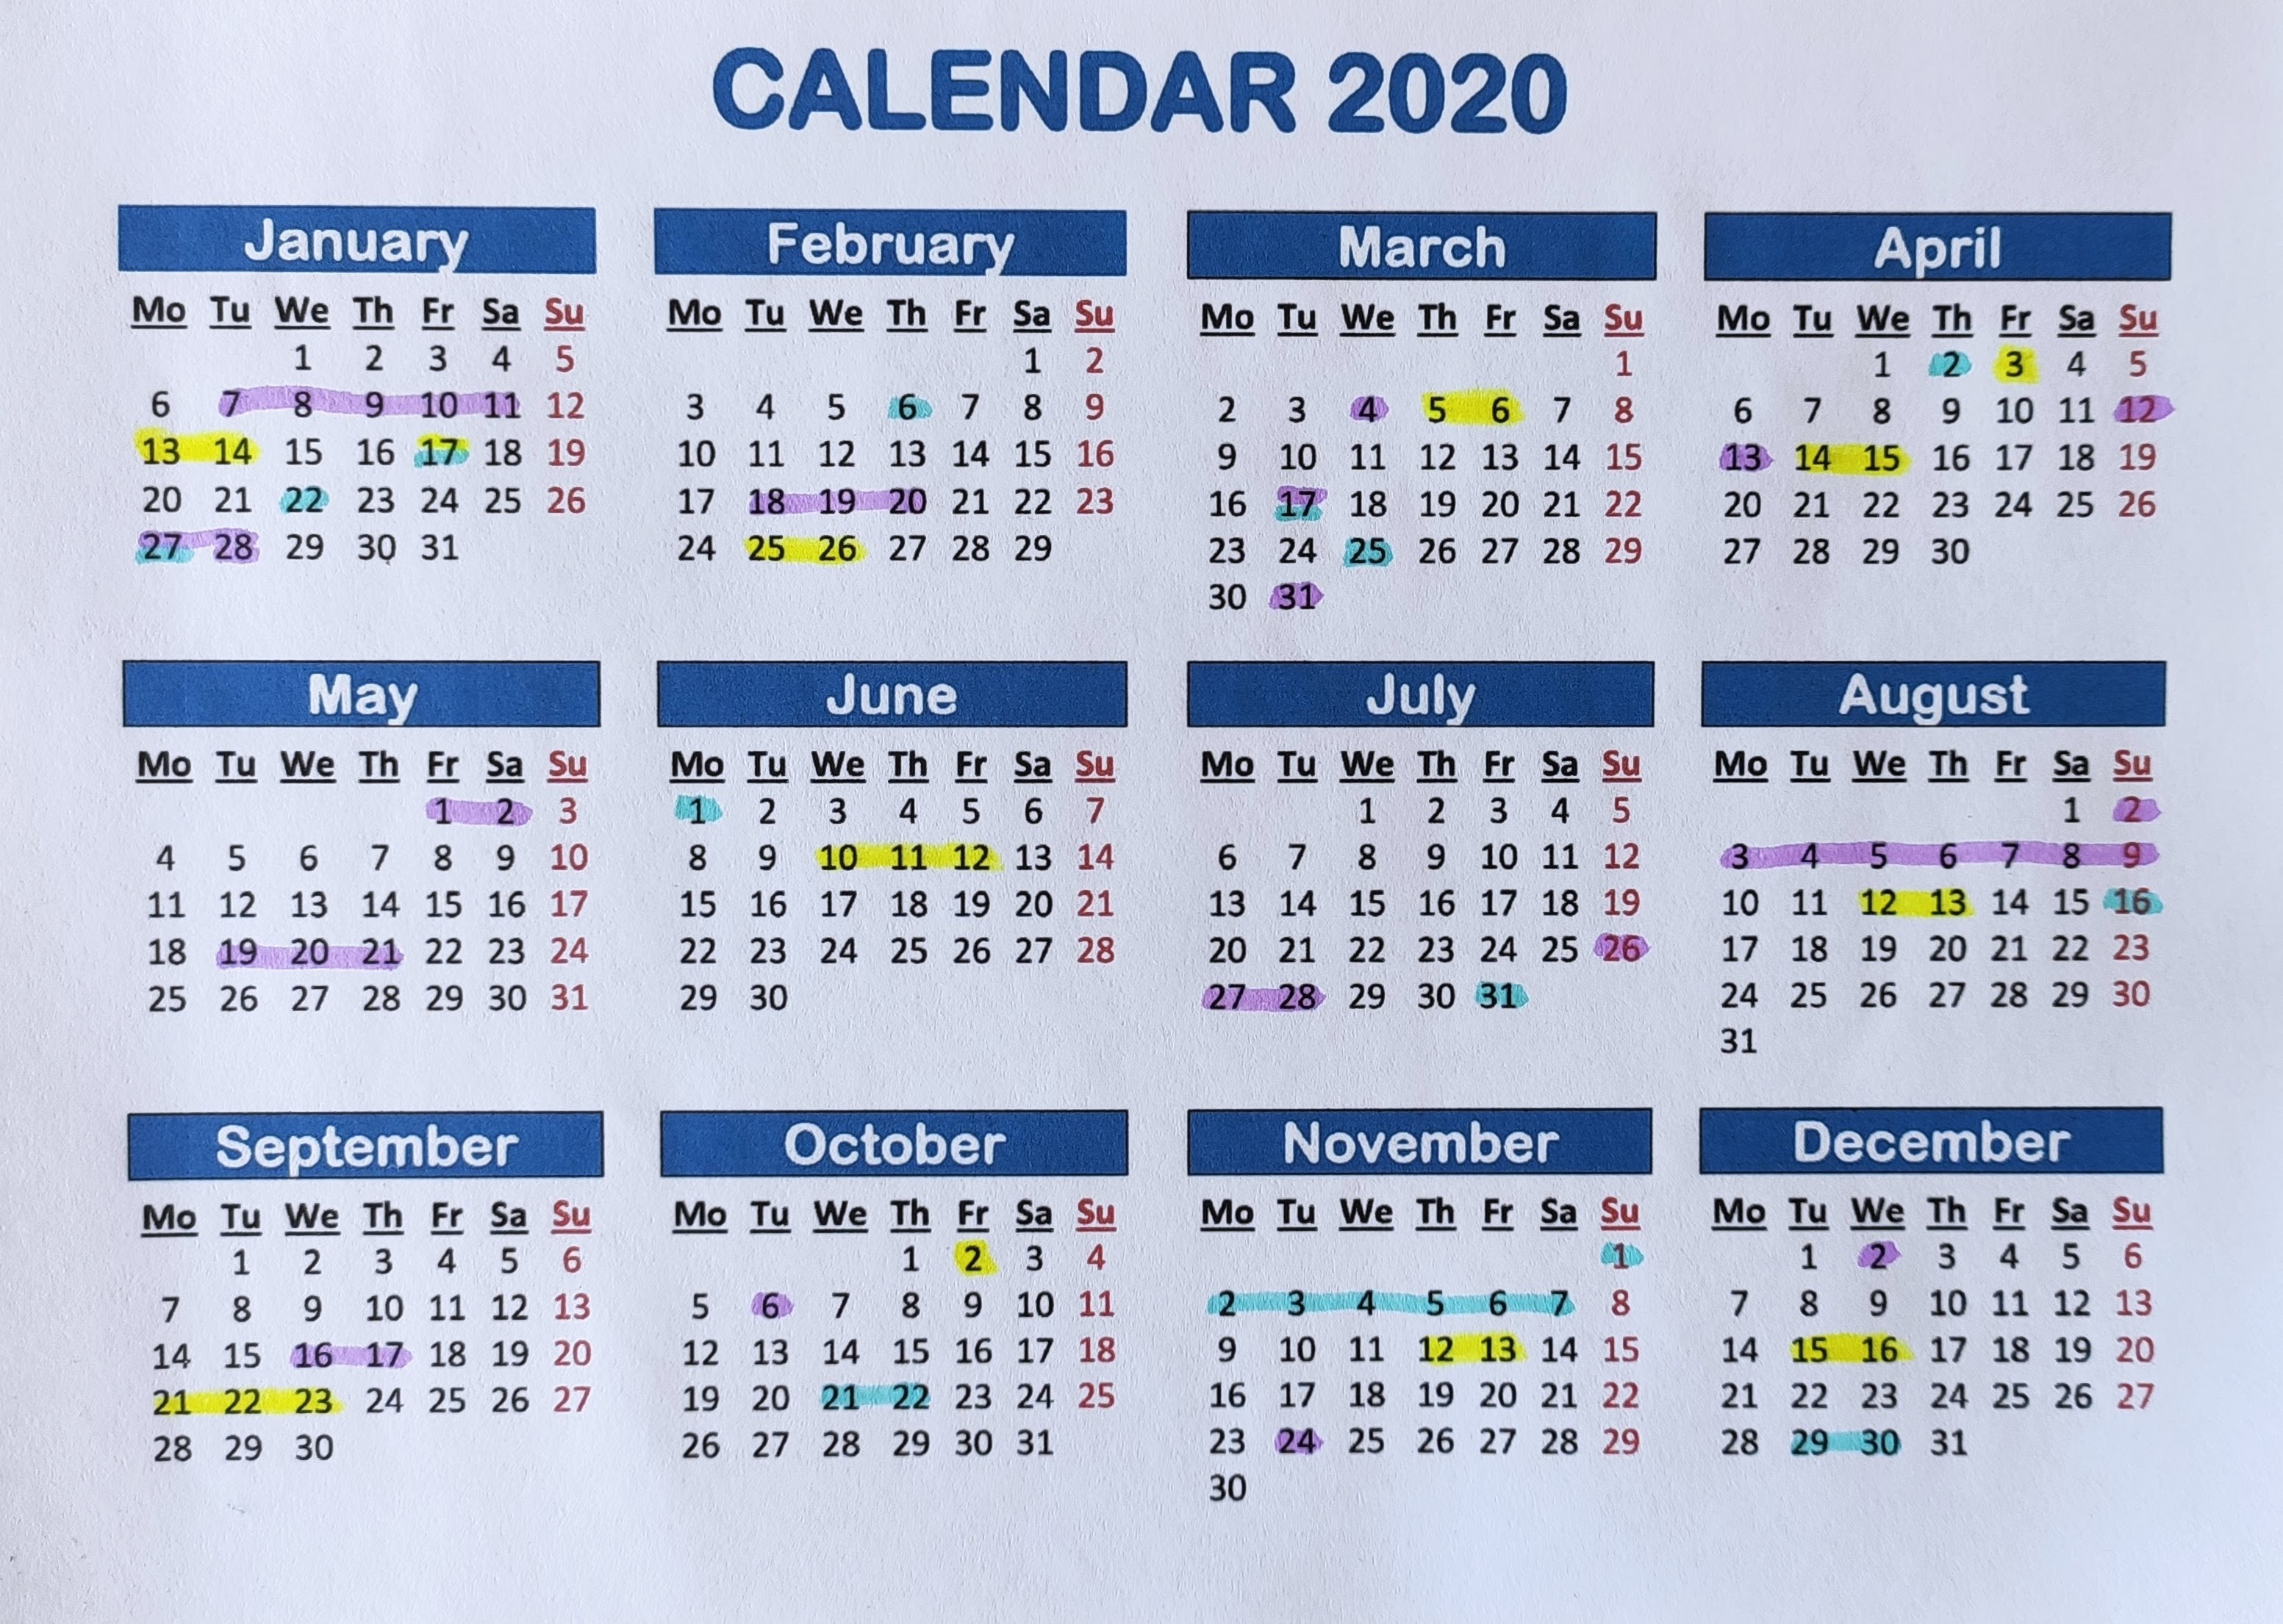 CALENDAR 2020
January
Mo Tu We Th Fr Sa Su
1 2 3 4 5
6 7 8 9 10 11 12
13 14 15 16 17 18 19
20 21 22 23 24 25 26
27 28 29 30 31
February
Mo Tu We Th Fr Sa Su
1 2
3 4 5 6 7 8 9
10 11 12 13 14 15 16
17 18 19 20 21 22 23
24 25 26 27 28 29
March
Mo Tu We Th Fr Sa Su
1
2 3 4 5 6 7 8
9 10 11 12 13 14 15
16 17 18 19 20 21 22
23 24 25 26 27 28 29
30 31
April
Mo Tu We Th Fr Sa Su
1 2 3 4 5
6 7 8 9 10 11 12
13 14 15 16 17 18 19
20 21 22 23 24 25 26
27 28 29 30
May
Mo Tu We Th Fr Sa Su
1 2 3
4 5 6 7 8 9 10
11 12 13 14 15 16 17
18 19 20 21 22 23 24
25 26 27 28 29 30 31
June
Mo Tu We Th Fr Sa Su
1 2 3 4 5 6 7
8 9 10 11 12 13 14
15 16 17 18 19 20 21
22 23 24 25 26 27 28
29 30
July
Mo Tu We Th Fr Sa Su
1 2 3 4 5
6 7 8 9 10 11 12
13 14 15 16 17 18 19
20 21 22 23 24 25 26
27 28 29 30 31
August
Mo Tu We Th Fr Sa Su
1 2
3 4 5 6 7 8 9
10 11 12 13 14 15 16
17 18 19 20 21 22 23
24 25 26 27 28 29 30
31
September
Mo Tu We Th Fr Sa Su
1 2 3 4 5 6
7 8 9 10 11 12 13
14 15 16 17 18 19 20
21 22 23 24 25 26 27
28 29 30
October
Mo Tu We Th Fr Sa Su
1 2 3 4
5 6 7 8 9 10 11
12 13 14 15 16 17 18
19 20 21 22 23 24 25
26 27 28 29 30 31
November
Mo Tu We Th Fr Sa Su
1
2 3 4 5 6 7 8
9 10 11 12 13 14 15
16 17 18 19 20 21 22
23 24 25 26 27 28 29
30
December
Mo Tu We Th Fr Sa Su
1 2 3 4 5 6
7 8 9 10 11 12 13
14 15 16 17 18 19 20
21 22 23 24 25 26 27
28 29 30 31